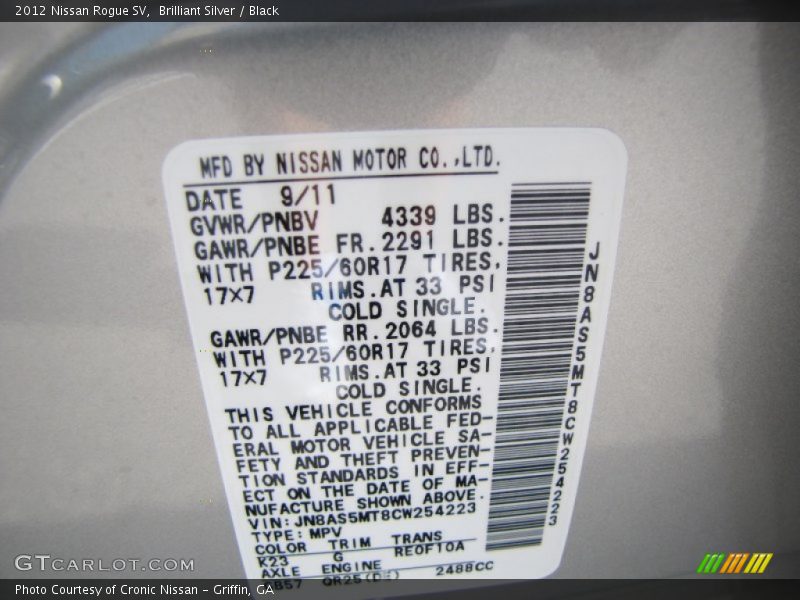 2012 Nissan Rogue SV,  Brilliant Silver / Black
MFD BY NISSAN MOTOR CO.,LTD.
DATE 9/11
GVWR/PNBV 4339 LBS.
GAWR/PNBE FR. 2291 LBS.
WITH P225/60R17 TIRES,
17x7 RIMS.AT 33 PSI
COLD SINGLE.
GAWR/PNBE RR. 2064 LBS.
WITH P225/60R17 TIRES,
17x7 RIMS.AT 33 PSI
COLD SINGLE.
THIS VEHICLE CONFORMS
TO ALL APPLICABLE FED-
ERAL MOTOR VEHICLE SA-
FETY AND THEFT PREVEN-
TION STANDARDS IN EFF-
ECT ON THE DATE OF MA-
NUFACTURE SHOWN ABOVE.
VIN:JN8AS5MT8CW254223
TYPE:MPV
COLOR TRIM TRANS
K23 G RE0F10A
AXLE ENGINE
QR25(DE) 2488CC
JN8AS5MT8CW254223
GTCARLOT.COM
Photo Courtesy of Cronic Nissan - Griffin, GA